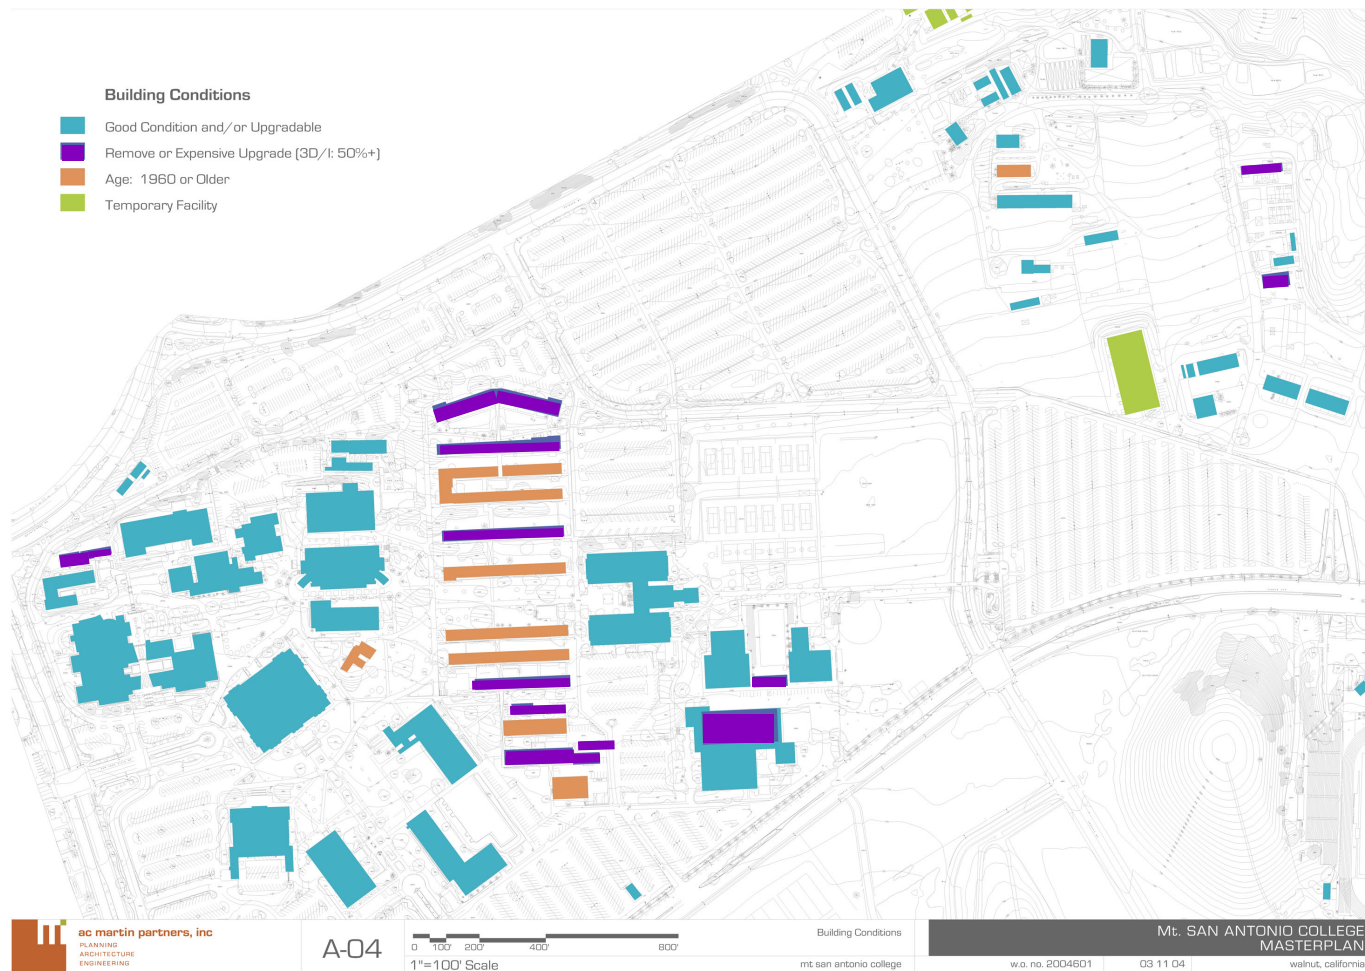 Building Conditions
Good Condition and/or Upgradable
Remove or Expensive Upgrade (3D/I: 50%+)
Age: 1960 or Older
Temporary Facility
ac martin partners, inc
PLANNING
ARCHITECTURE
ENGINEERING
A-04
0 100' 200' 400' 800'
1"=100' Scale
Building Conditions
mt san antonio college
Mt. SAN ANTONIO COLLEGE
MASTERPLAN
w.o. no. 2004601
03 11 04
walnut, california